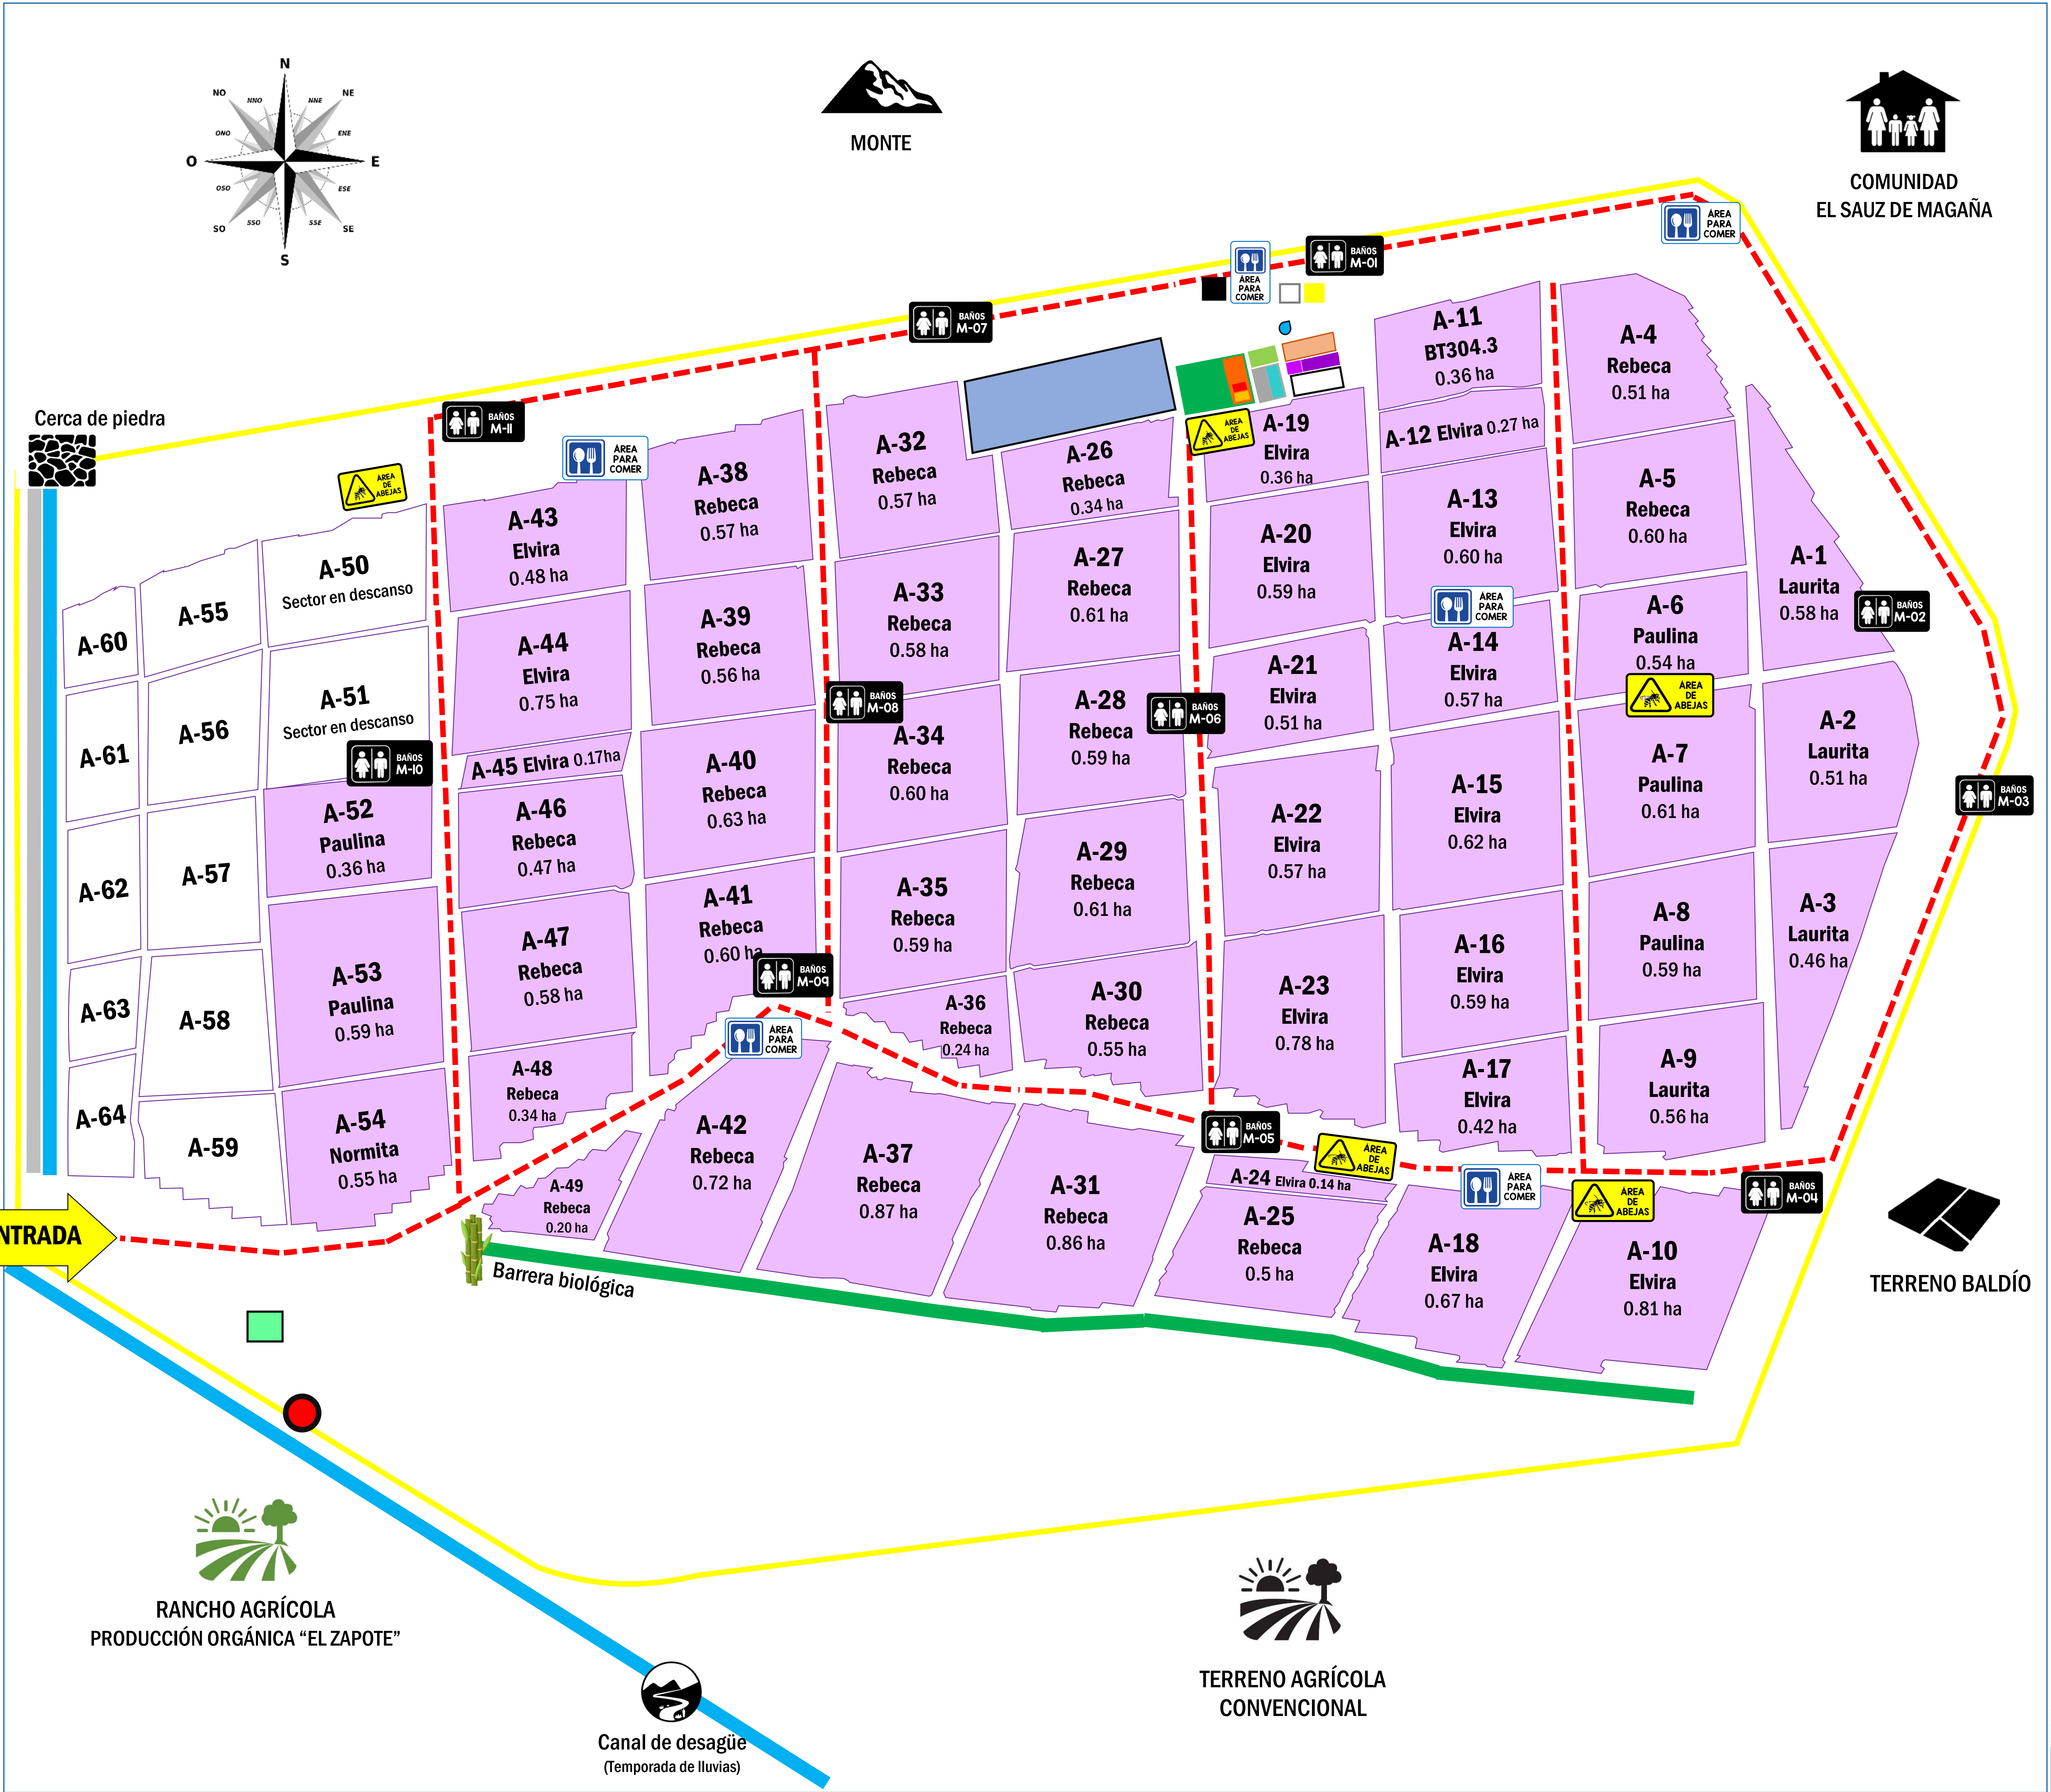 N
NNE
NE
ENE
E
ESE
SE
SSE
S
SSO
SO
OSO
O
ONO
NO
NNO
MONTE
COMUNIDAD
EL SAUZ DE MAGAÑA
Cerca de piedra
ÁREA
PARA
COMER
ÁREA
PARA
COMER
BAÑOS
M-01
BAÑOS
M-07
BAÑOS
M-11
ÁREA
PARA
COMER
ÁREA
DE
ABEJAS
ÁREA
DE
ABEJAS
A-60
A-61
A-62
A-63
A-64
A-55
A-56
A-57
A-58
A-59
A-50
Sector en descanso
A-51
Sector en descanso
BAÑOS
M-10
A-52
Paulina
0.36 ha
A-53
Paulina
0.59 ha
A-54
Normita
0.55 ha
A-43
Elvira
0.48 ha
A-44
Elvira
0.75 ha
A-45 Elvira 0.17ha
A-46
Rebeca
0.47 ha
A-47
Rebeca
0.58 ha
A-48
Rebeca
0.34 ha
A-49
Rebeca
0.20 ha
A-38
Rebeca
0.57 ha
A-39
Rebeca
0.56 ha
A-40
Rebeca
0.63 ha
A-41
Rebeca
0.60 ha
BAÑOS
M-09
ÁREA
PARA
COMER
A-42
Rebeca
0.72 ha
A-32
Rebeca
0.57 ha
A-33
Rebeca
0.58 ha
BAÑOS
M-08
A-34
Rebeca
0.60 ha
A-35
Rebeca
0.59 ha
A-36
Rebeca
0.24 ha
A-37
Rebeca
0.87 ha
A-26
Rebeca
0.34 ha
A-27
Rebeca
0.61 ha
A-28
Rebeca
0.59 ha
A-29
Rebeca
0.61 ha
A-30
Rebeca
0.55 ha
A-31
Rebeca
0.86 ha
A-19
Elvira
0.36 ha
A-20
Elvira
0.59 ha
A-21
Elvira
0.51 ha
BAÑOS
M-06
A-22
Elvira
0.57 ha
A-23
Elvira
0.78 ha
BAÑOS
M-05
ÁREA
DE
ABEJAS
A-24 Elvira 0.14 ha
A-25
Rebeca
0.5 ha
A-11
BT304.3
0.36 ha
A-12 Elvira 0.27 ha
A-13
Elvira
0.60 ha
ÁREA
PARA
COMER
A-14
Elvira
0.57 ha
A-15
Elvira
0.62 ha
A-16
Elvira
0.59 ha
A-17
Elvira
0.42 ha
ÁREA
PARA
COMER
A-18
Elvira
0.67 ha
A-4
Rebeca
0.51 ha
A-5
Rebeca
0.60 ha
A-6
Paulina
0.54 ha
ÁREA
DE
ABEJAS
A-7
Paulina
0.61 ha
A-8
Paulina
0.59 ha
A-9
Laurita
0.56 ha
ÁREA
DE
ABEJAS
A-10
Elvira
0.81 ha
BAÑOS
M-04
A-1
Laurita
0.58 ha
BAÑOS
M-02
A-2
Laurita
0.51 ha
BAÑOS
M-03
A-3
Laurita
0.46 ha
NTRADA
Barrera biológica
TERRENO BALDÍO
RANCHO AGRÍCOLA
PRODUCCIÓN ORGÁNICA “EL ZAPOTE”
TERRENO AGRÍCOLA
CONVENCIONAL
Canal de desagüe
(Temporada de lluvias)